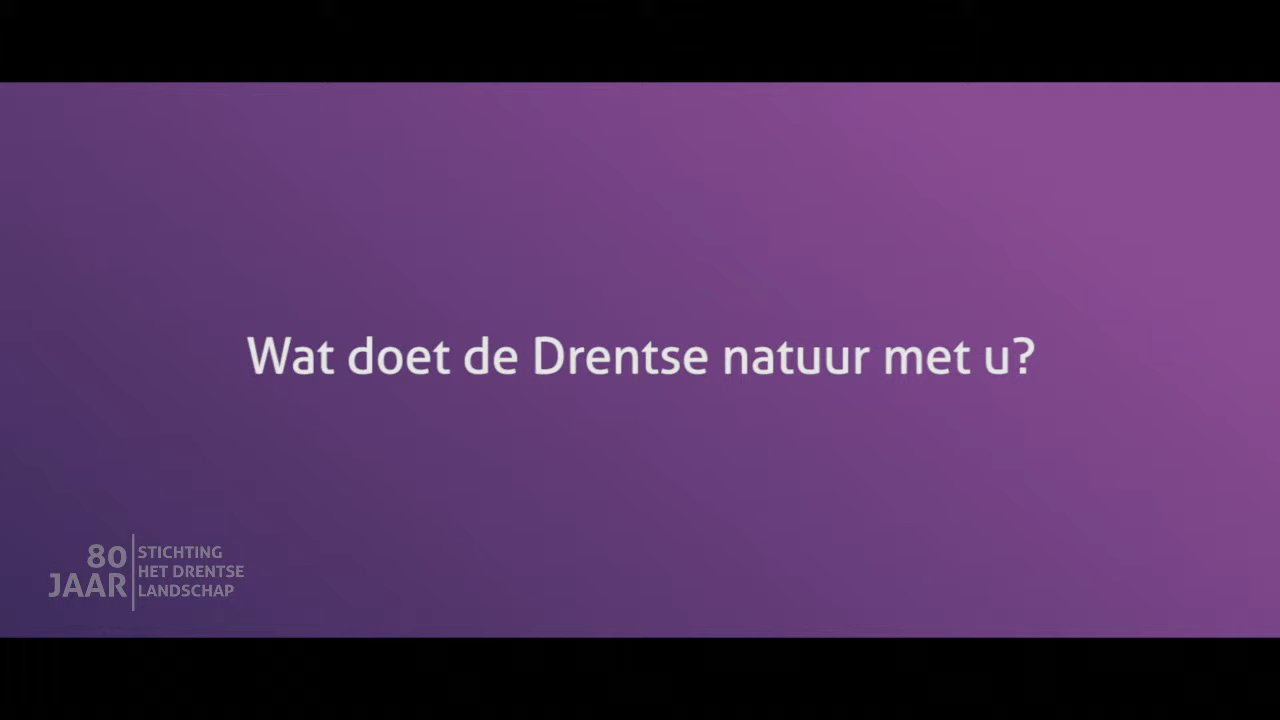 Wat doet de Drentse natuur met u?
80
JAAR
STICHTING
HET DRENTSE
LANDSCHAP